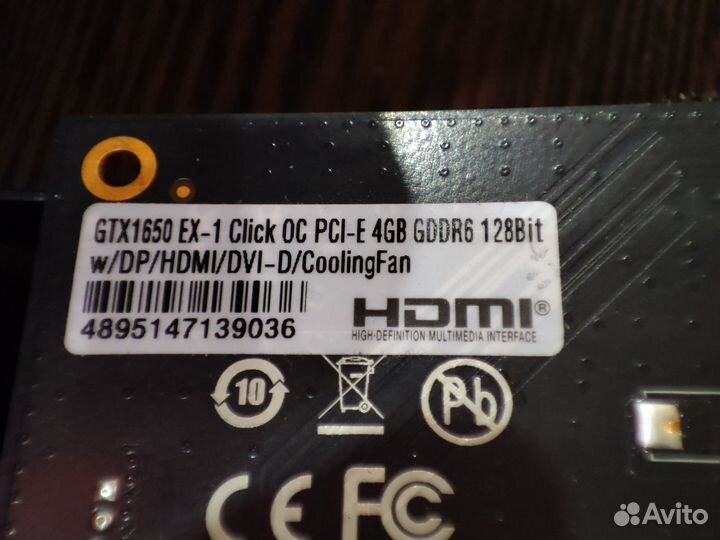 GTX1650 EX-1 Click OC PCI-E 4GB GDDR6 128Bit
w/DP/HDMI/DVI-D/CoolingFan
4895147139036
HDMI®
HIGH-DEFINITION MULTIMEDIA INTERFACE
10
Pb
CE FC
Avito